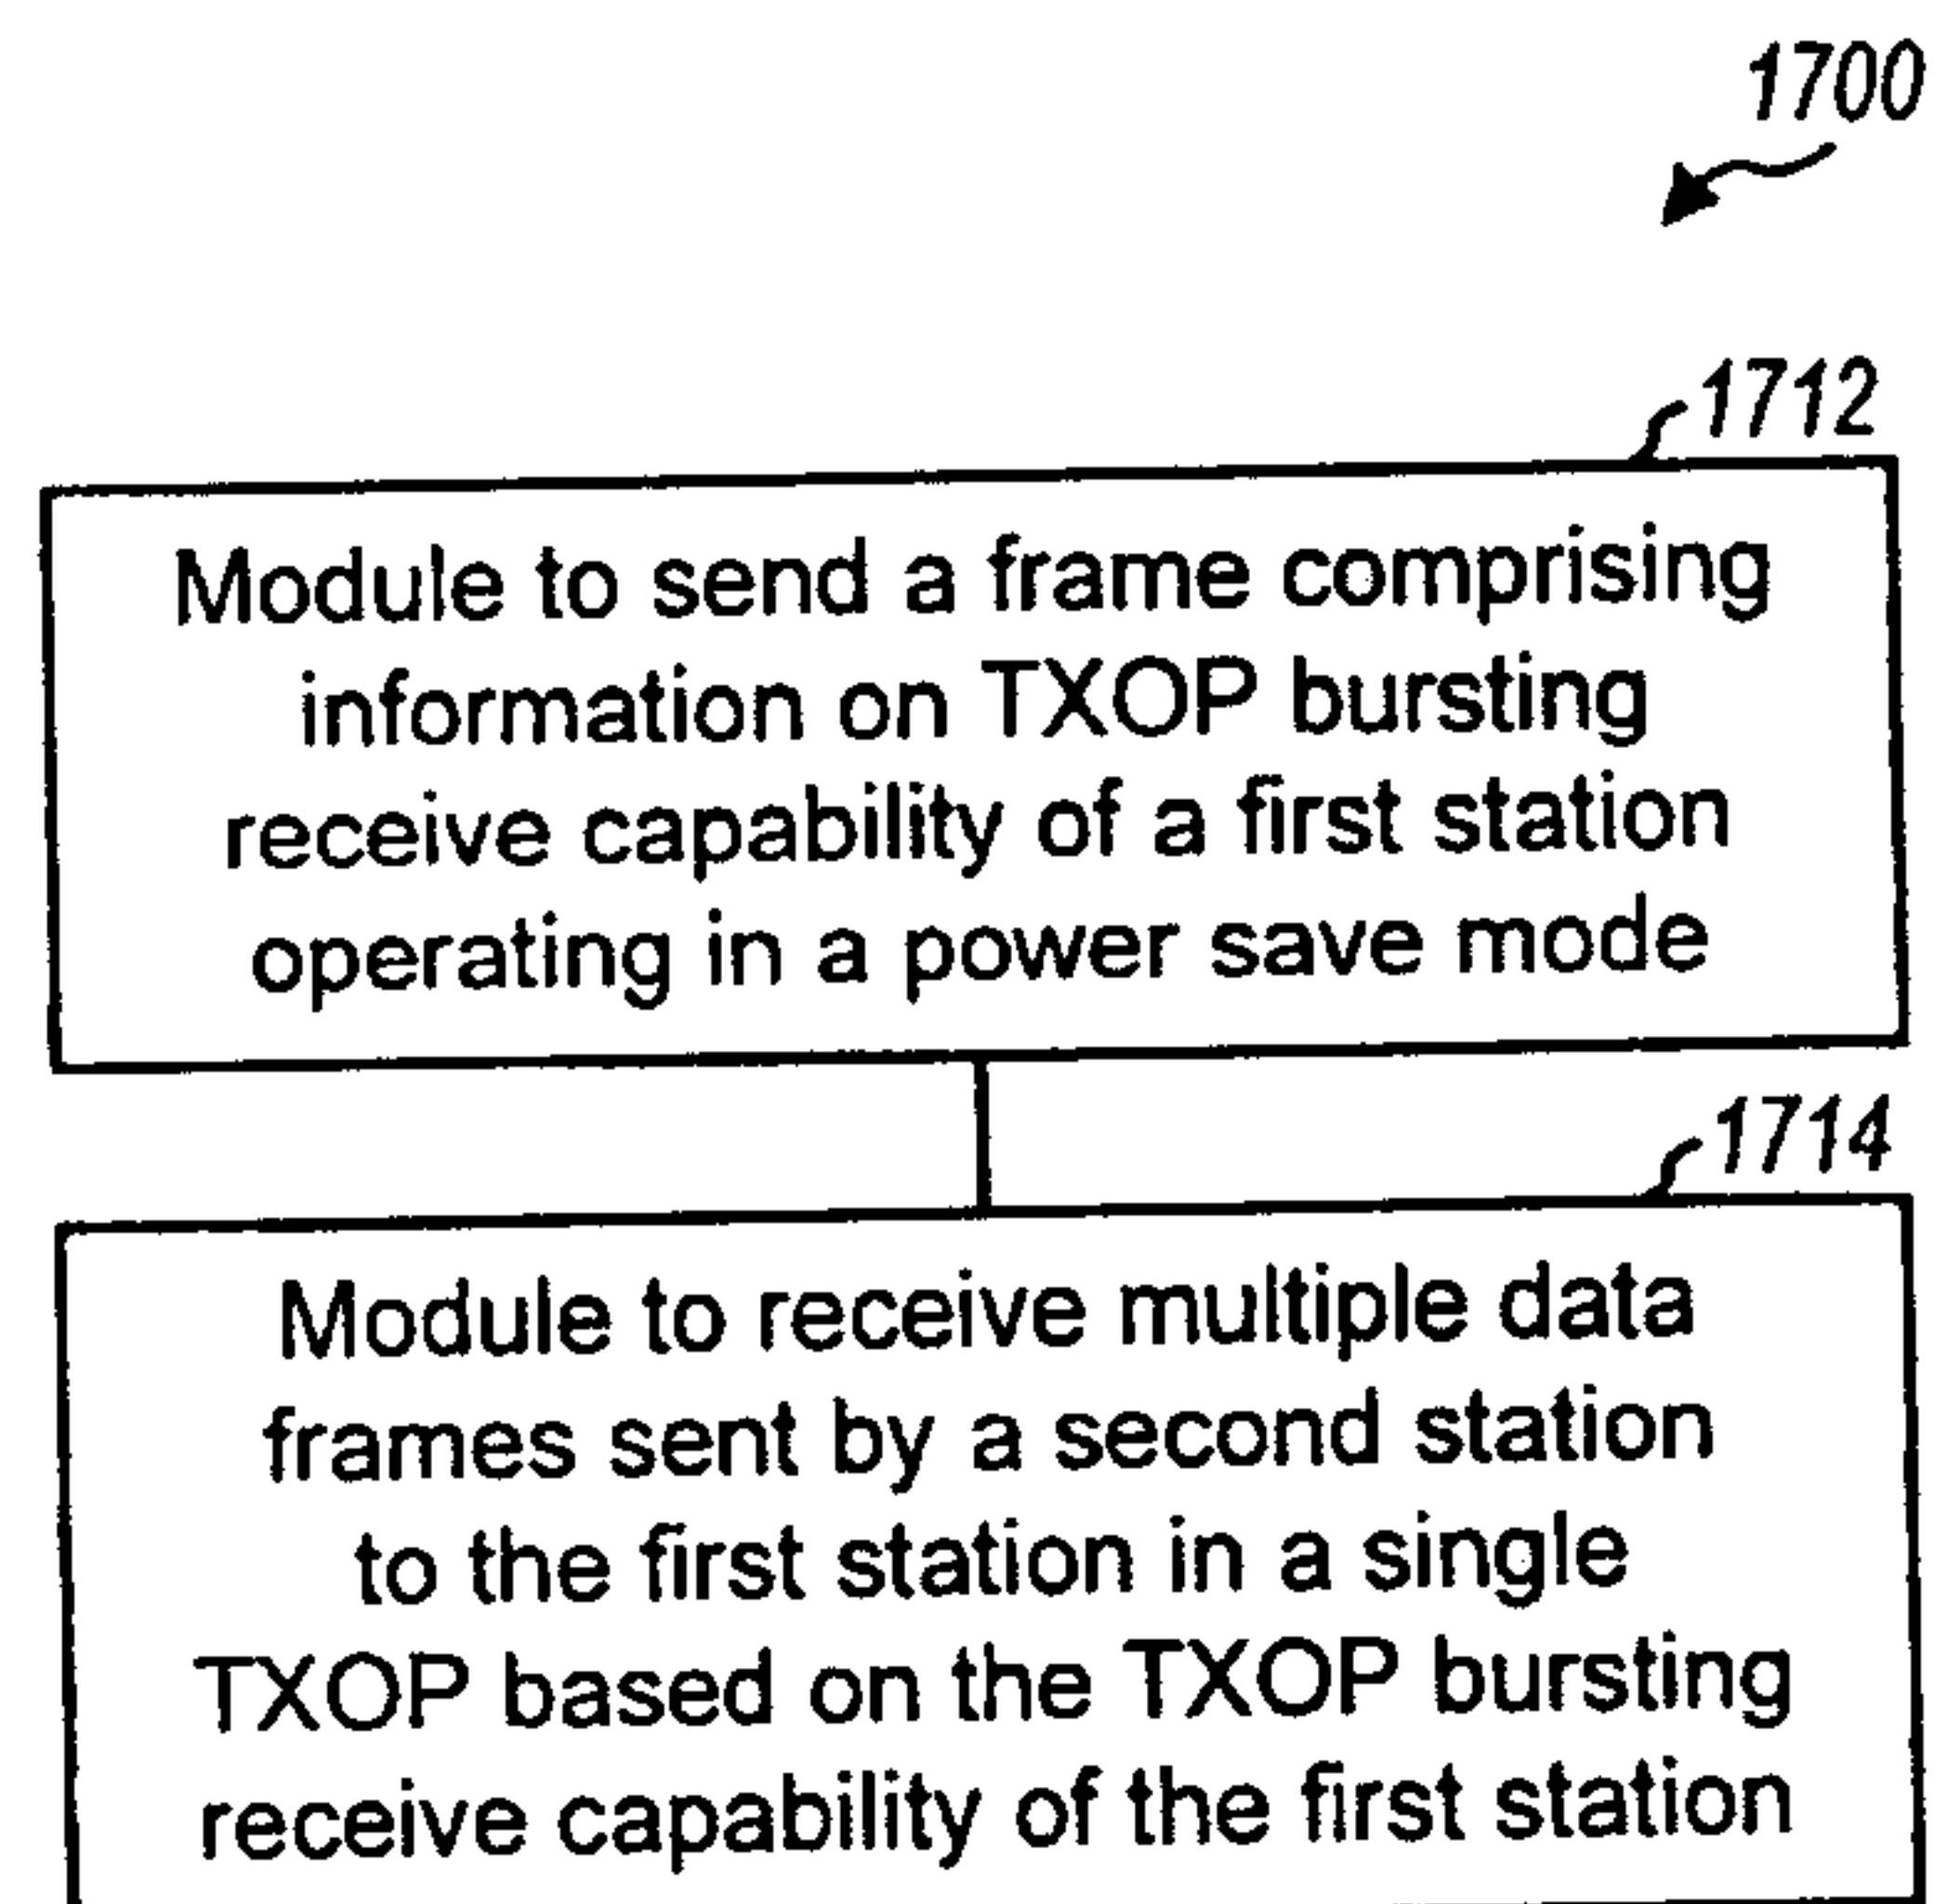 1700
1712
Module to send a frame comprising
information on TXOP bursting
receive capability of a first station
operating in a power save mode
1714
Module to receive multiple data
frames sent by a second station
to the first station in a single
TXOP based on the TXOP bursting
receive capability of the first station